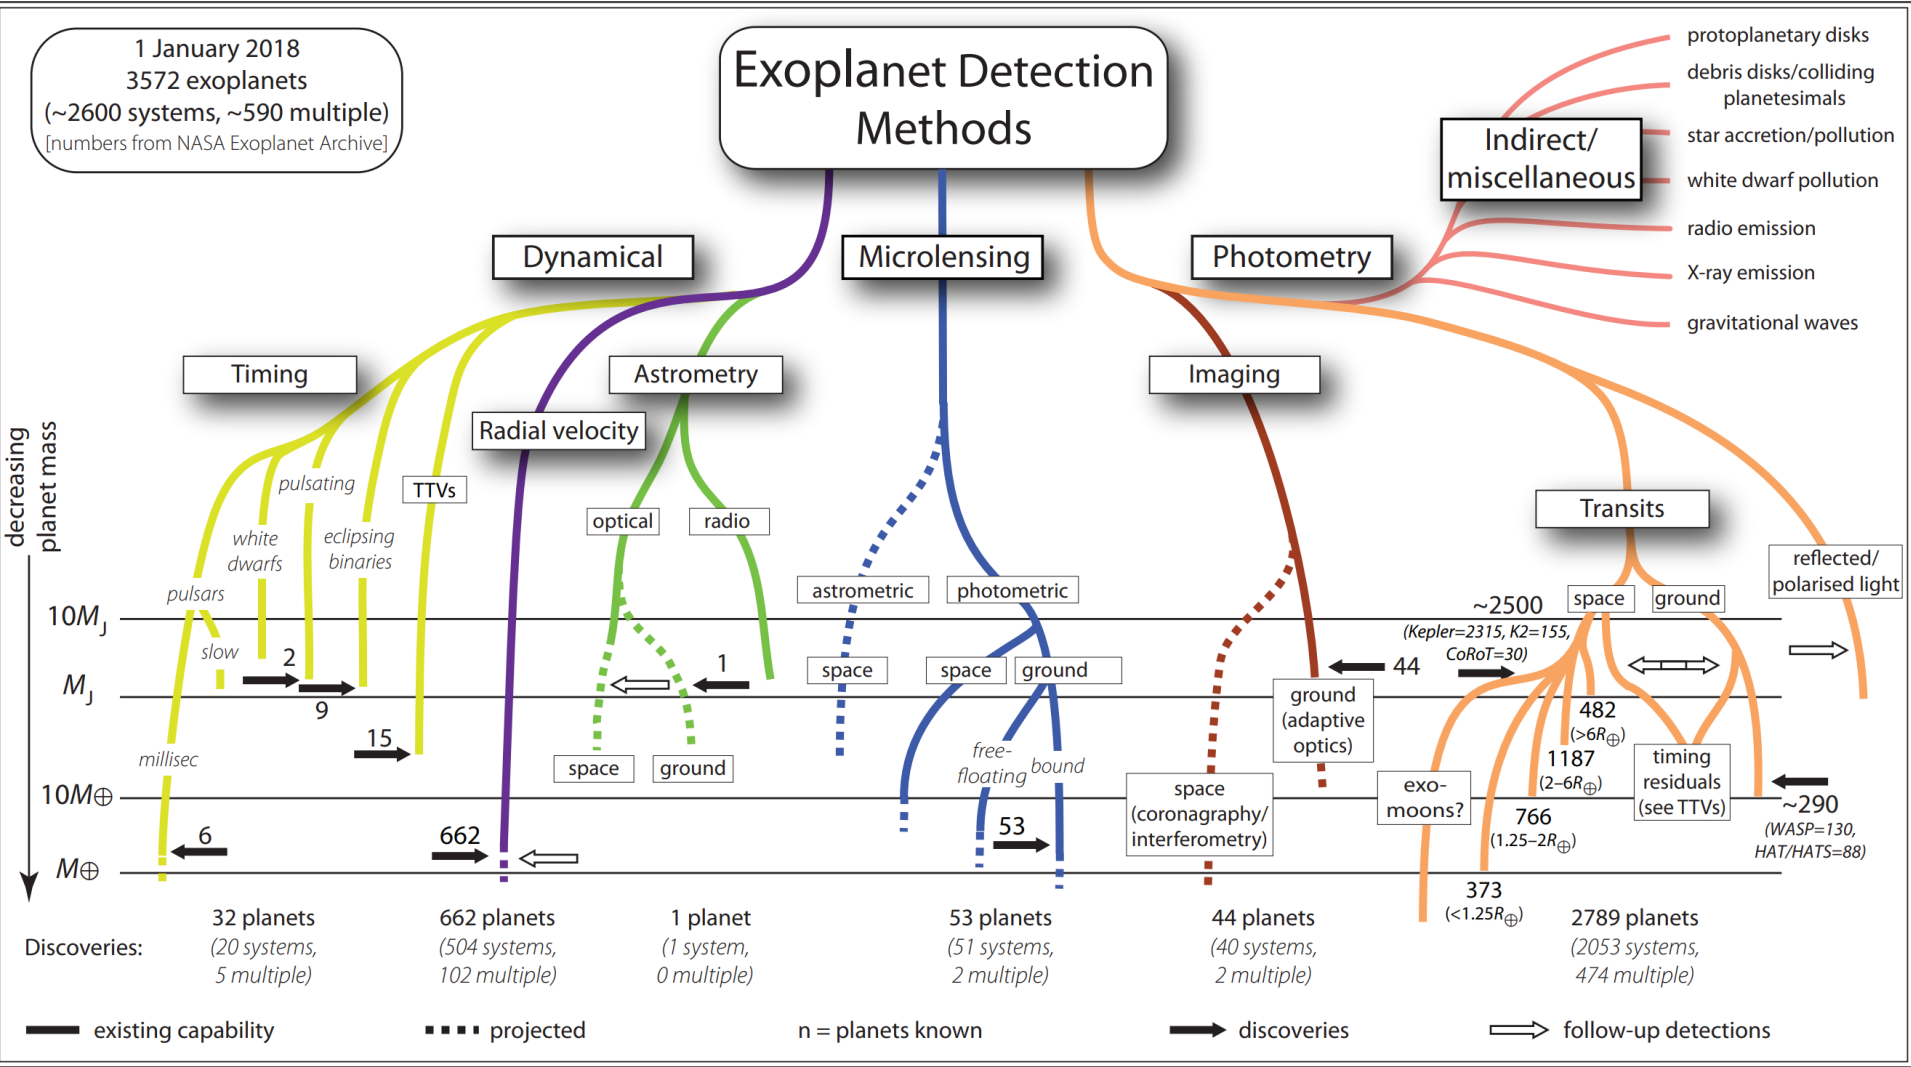 1 January 2018
3572 exoplanets
(~2600 systems, ~590 multiple)
[numbers from NASA Exoplanet Archive]
Exoplanet Detection
Methods
Indirect/
miscellaneous
protoplanetary disks
debris disks/colliding
planetesimals
star accretion/pollution
white dwarf pollution
radio emission
X-ray emission
gravitational waves
Dynamical
Microlensing
Photometry
Timing
Astrometry
Imaging
Radial velocity
decreasing
planet mass
pulsating
TTVs
optical
radio
Transits
white
dwarfs
eclipsing
binaries
pulsars
slow
astrometric
photometric
space
ground
reflected/
polarised light
10MJ
2
1
space
space
ground
44
~2500
(Kepler=2315, K2=155,
CoRoT=30)
MJ
9
15
millisec
space
ground
free-
floating
bound
ground
(adaptive
optics)
482
(>6R⊕)
1187
(2–6R⊕)
766
(1.25–2R⊕)
373
(<1.25R⊕)
timing
residuals
(see TTVs)
exo-
moons?
space
(coronagraphy/
interferometry)
10M⊕
~290
(WASP=130,
HAT/HATS=88)
6
662
53
M⊕
Discoveries:
32 planets
(20 systems,
5 multiple)
662 planets
(504 systems,
102 multiple)
1 planet
(1 system,
0 multiple)
53 planets
(51 systems,
2 multiple)
44 planets
(40 systems,
2 multiple)
2789 planets
(2053 systems,
474 multiple)
existing capability
projected
n = planets known
discoveries
follow-up detections